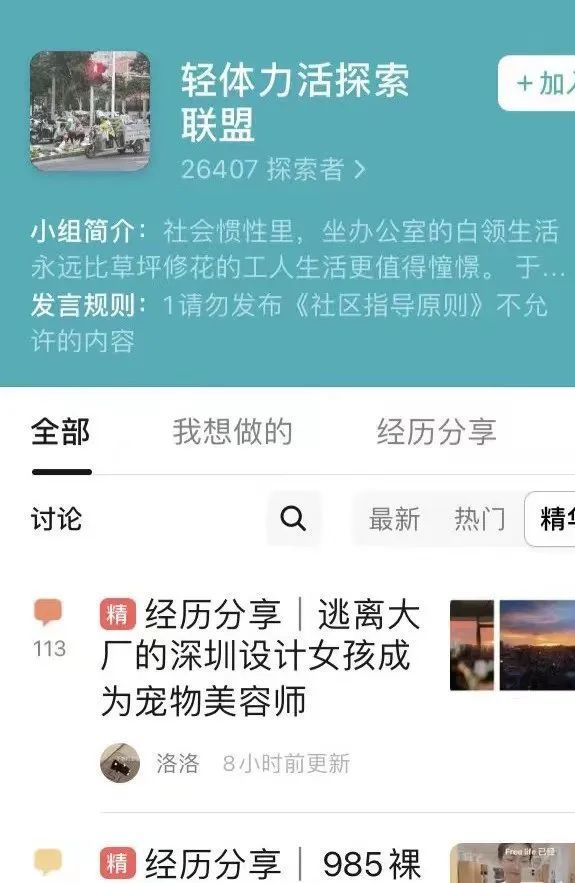 轻体力活探索
联盟
+加入
26407 探索者 >
小组简介：社会惯性里，坐办公室的白领生活
永远比草坪修花的工人生活更值得憧憬。 于...
发言规则：1请勿发布《社区指导原则》不允
许的内容
全部 我想做的 经历分享
讨论 最新 热门 精华
113
精 经历分享｜逃离大
厂的深圳设计女孩成
为宠物美容师
洛洛 8小时前更新
精 经历分享｜985裸
Free life 已经